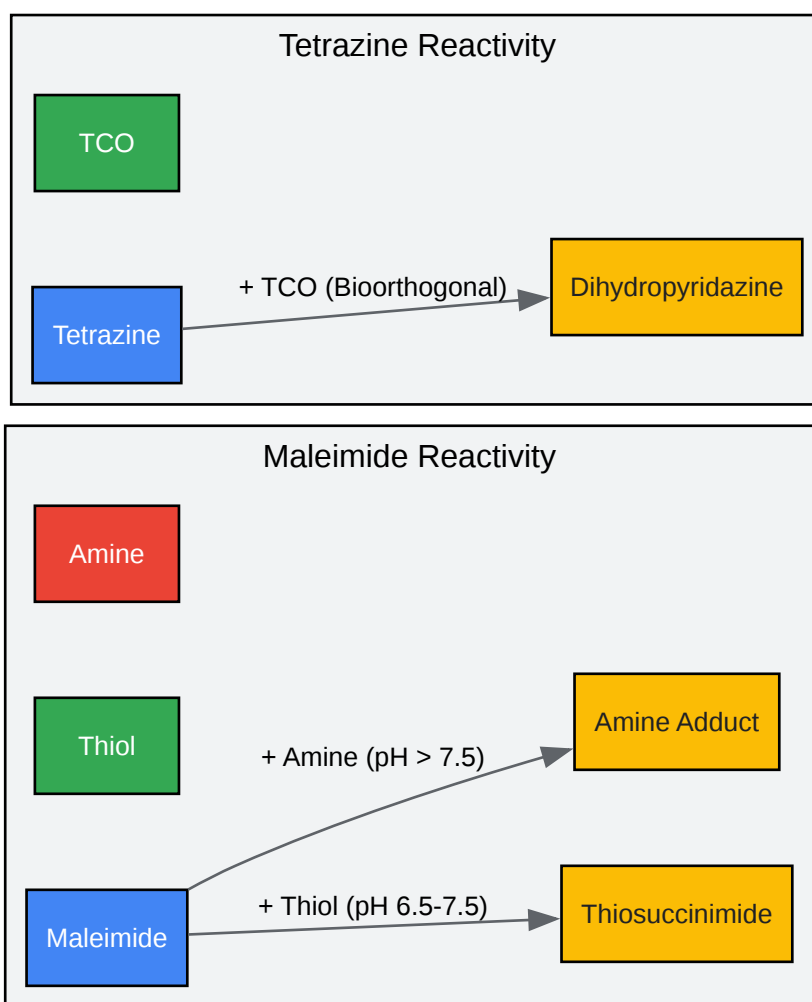 Tetrazine Reactivity
TCO
+ TCO (Bioorthogonal)
Dihydropyridazine
Tetrazine
Maleimide Reactivity
Amine
Thiol
+ Amine (pH > 7.5)
Amine Adduct
+ Thiol (pH 6.5-7.5)
Thiosuccinimide
Maleimide